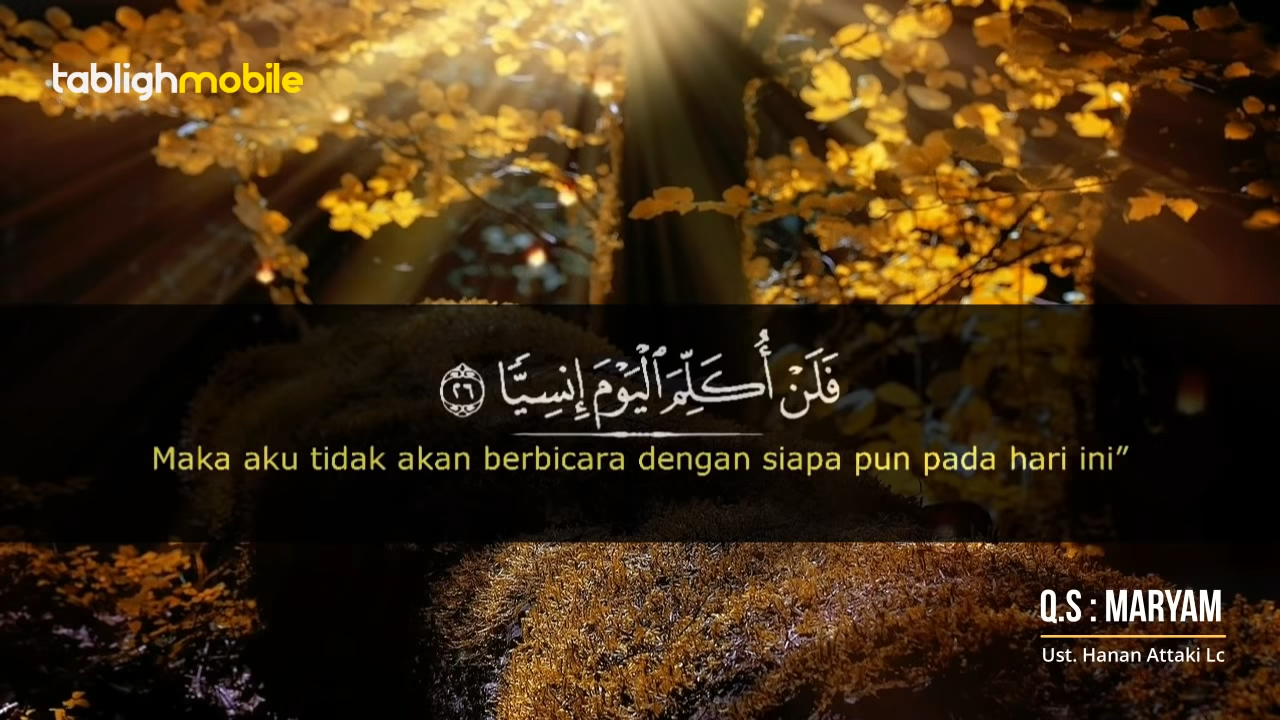 tablighmobile
فَلَنْ أُكَلِّمَ ٱلْيَوْمَ إِنسِيًّا ٢٦
Maka aku tidak akan berbicara dengan siapa pun pada hari ini”
Q.S : MARYAM
Ust. Hanan Attaki Lc